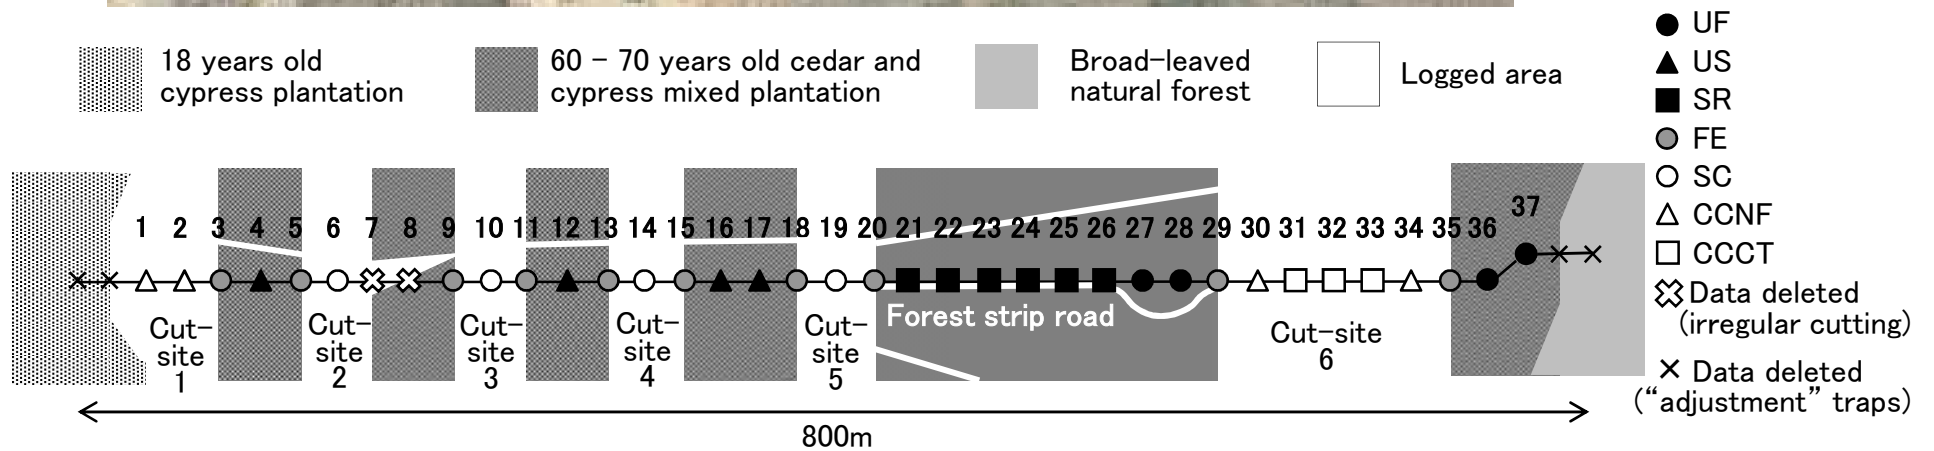 18 years old
cypress plantation
60 – 70 years old cedar and
cypress mixed plantation
Broad-leaved
natural forest
Logged area
UF
US
SR
FE
SC
CCNF
CCCT
Data deleted
(irregular cutting)
Data deleted
("adjustment" traps)
1 2 3 4 5 6 7 8 9 10 11 12 13 14 15 16 17 18 19 20 21 22 23 24 25 26 27 28 29 30 31 32 33 34 35 36 37
Cut-
site
1
Cut-
site
2
Cut-
site
3
Cut-
site
4
Cut-
site
5
Forest strip road
Cut-site
6
800m